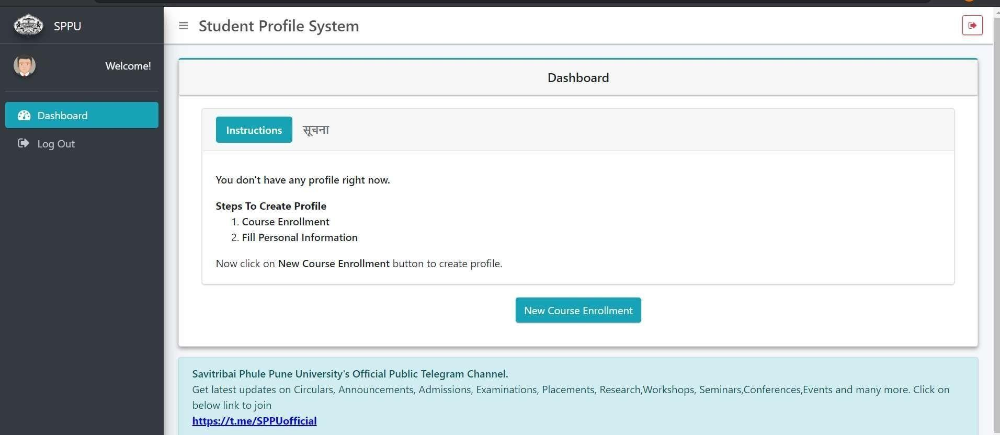 SPPU
Student Profile System
Welcome!
Dashboard
Log Out
Dashboard
Instructions
सूचना
You don't have any profile right now.
Steps To Create Profile
1. Course Enrollment
2. Fill Personal Information
Now click on New Course Enrollment button to create profile.
New Course Enrollment
Savitribai Phule Pune University's Official Public Telegram Channel.
Get latest updates on Circulars, Announcements, Admissions, Examinations, Placements, Research,Workshops, Seminars,Conferences,Events and many more. Click on
below link to join
https://t.me/SPPUofficial